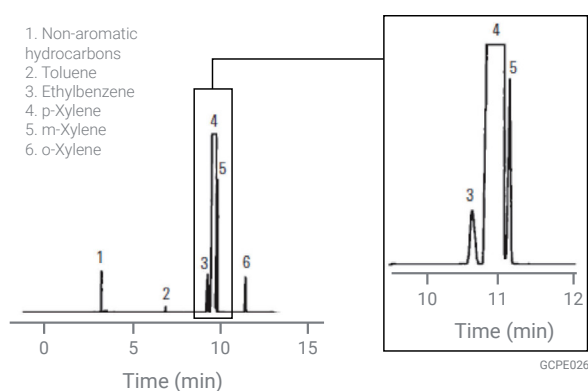 1. Non-aromatic
hydrocarbons
2. Toluene
3. Ethylbenzene
4. p-Xylene
5. m-Xylene
6. o-Xylene
1
2
3
4
5
6
0
5
10
15
Time (min)
3
4
5
10
11
12
Time (min)
GCPE026